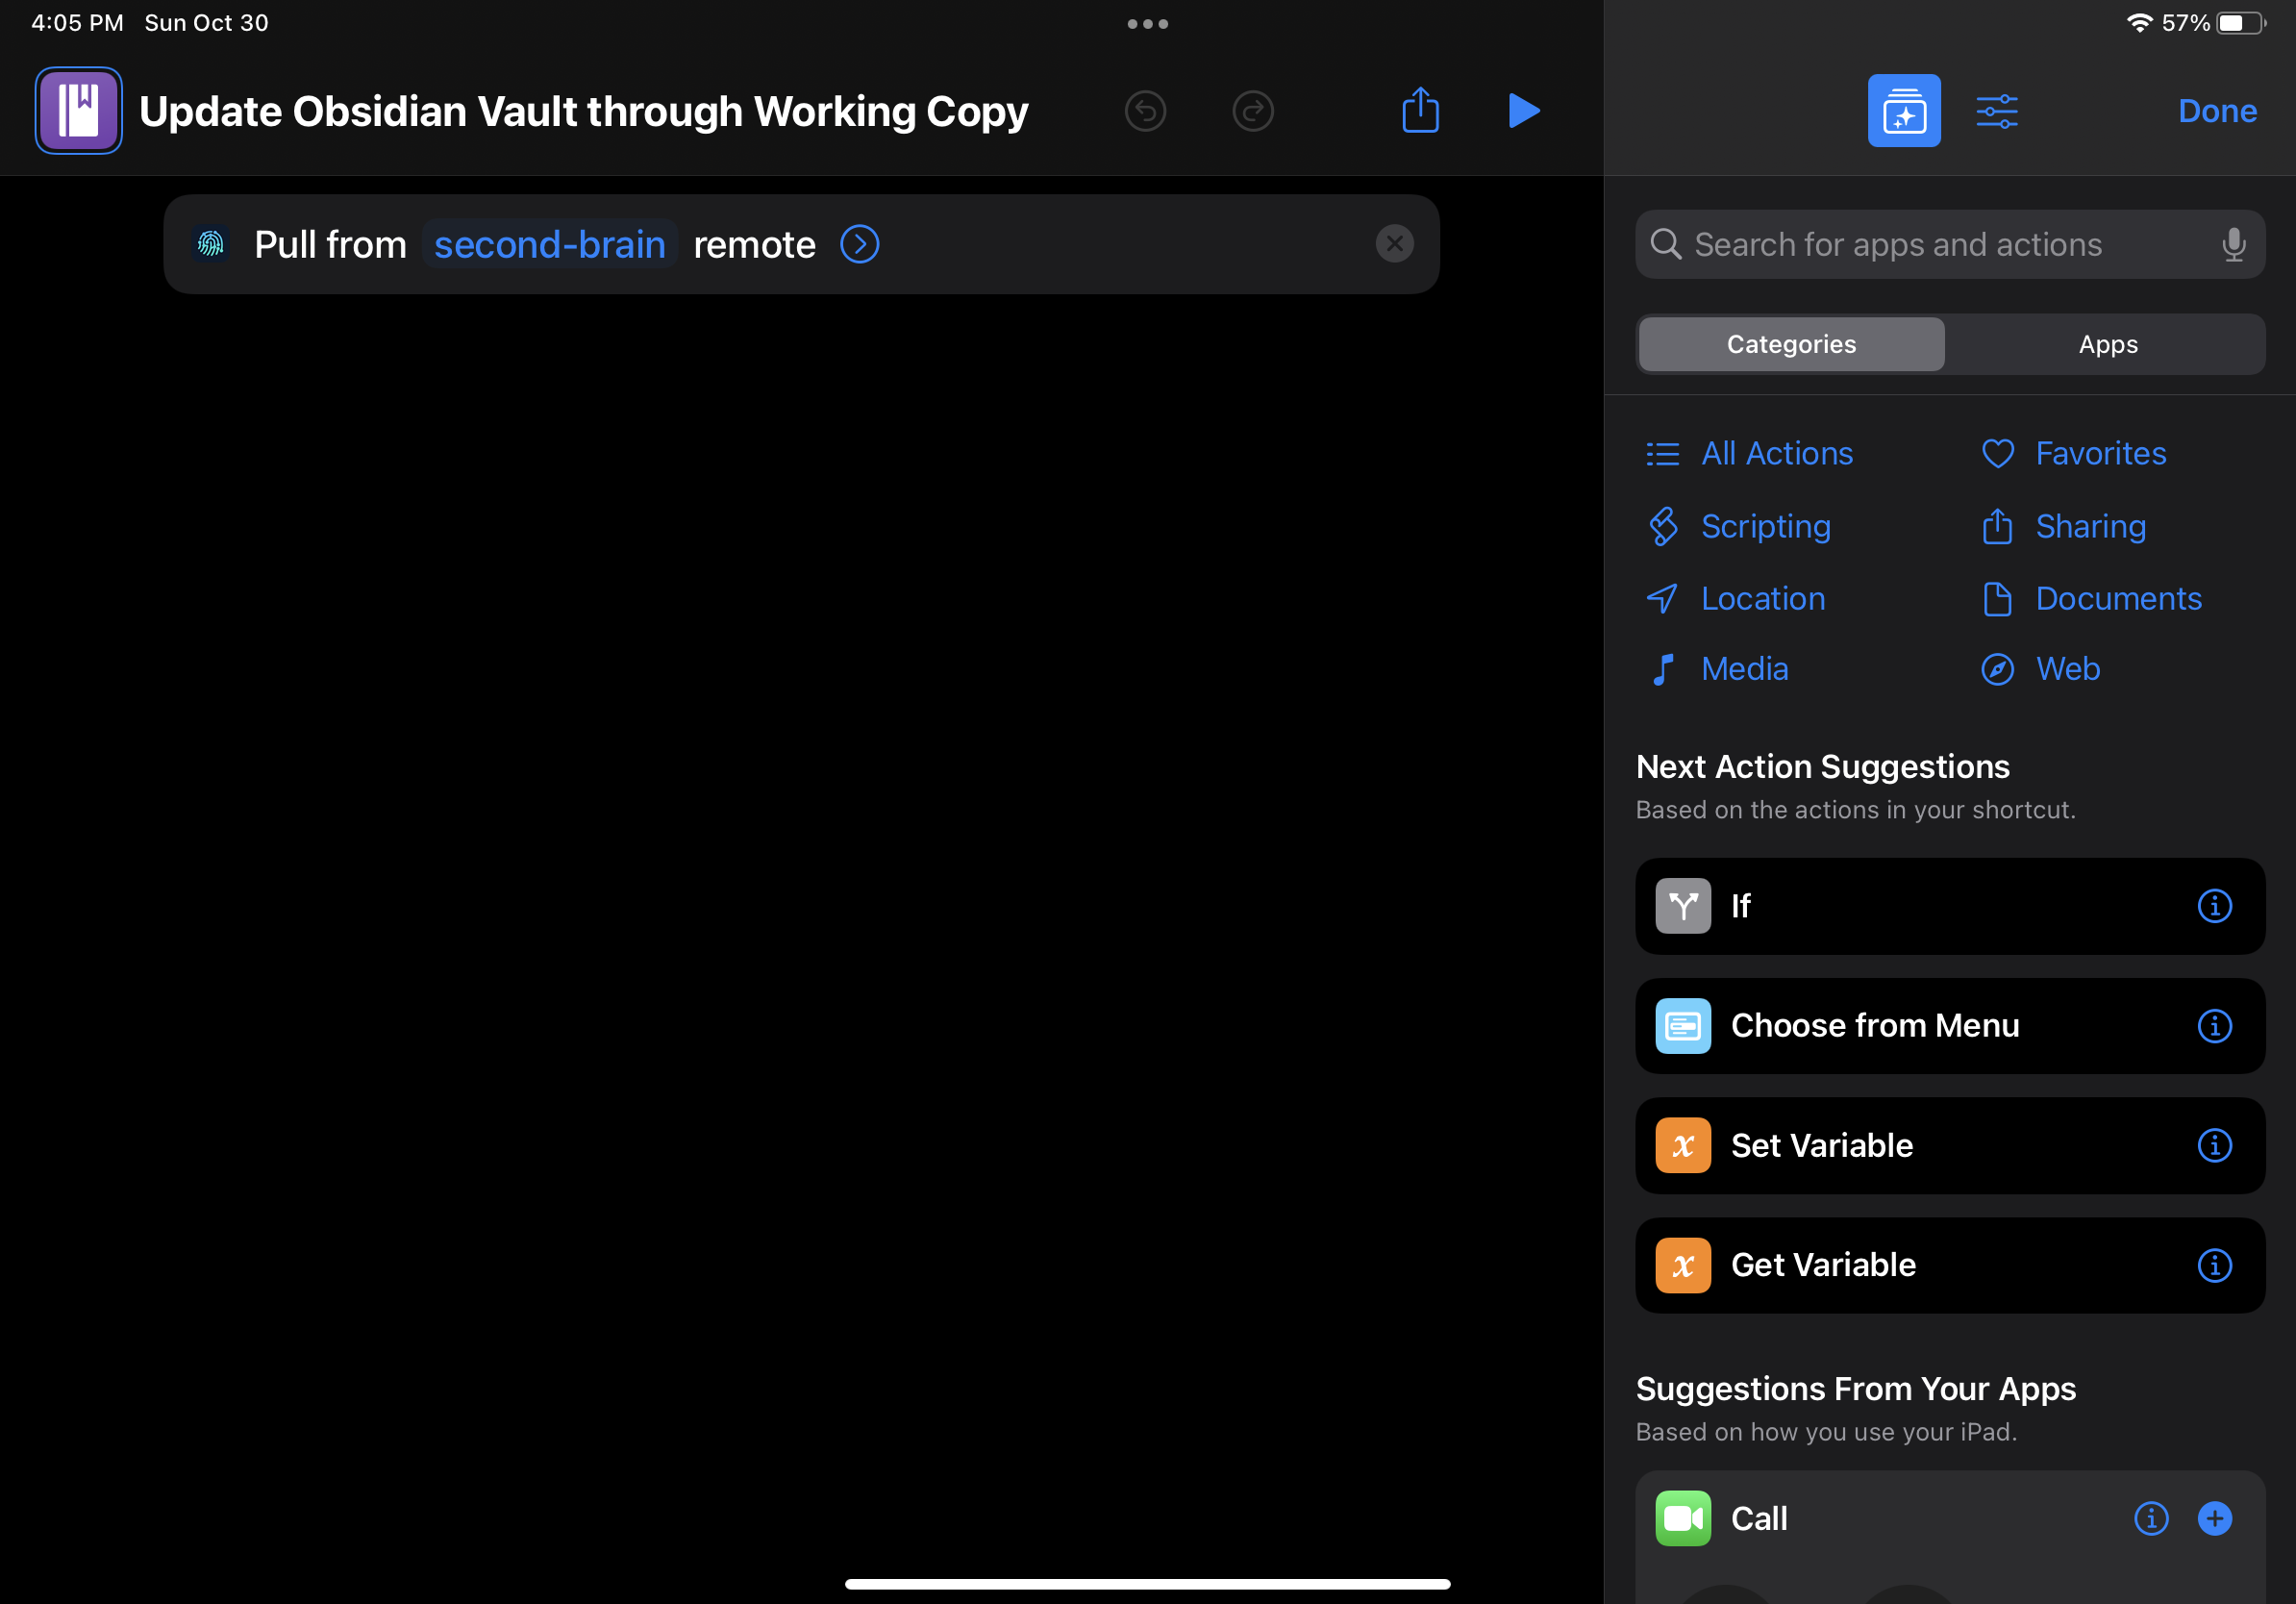 4:05 PM Sun Oct 30
57%
Update Obsidian Vault through Working Copy
Done
Pull from second-brain remote
Search for apps and actions
Categories
Apps
All Actions
Favorites
Scripting
Sharing
Location
Documents
Media
Web
Next Action Suggestions
Based on the actions in your shortcut.
If
Choose from Menu
Set Variable
Get Variable
Suggestions From Your Apps
Based on how you use your iPad.
Call